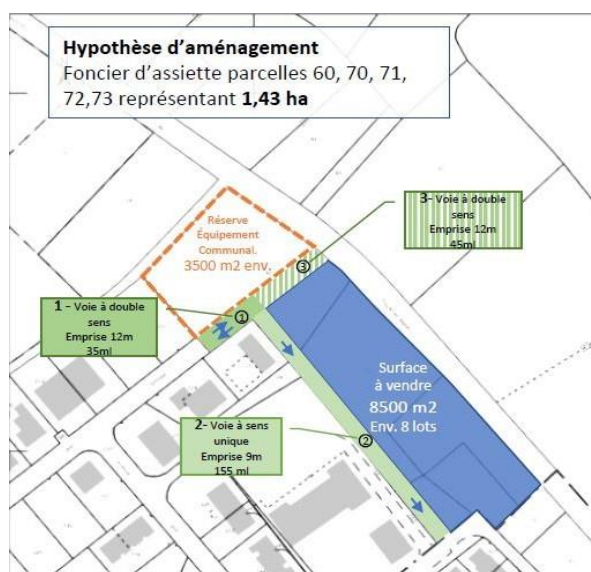 Hypothèse d'aménagement
Foncier d'assiette parcelles 60, 70, 71,
72,73 représentant 1,43 ha
Réserve
Équipement
Communal.
3500 m2 env.
3- Voie à double
sens
Emprise 12m
45ml
3
1 - Voie à double
sens
Emprise 12m
35ml
1
Surface
à vendre
8500 m2
Env. 8 lots
2- Voie à sens
unique
Emprise 9m
155 ml
2